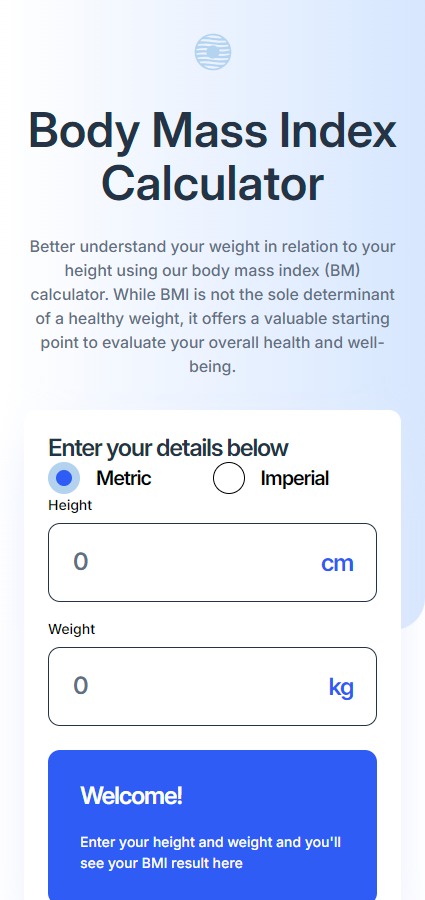 Body Mass Index
Calculator
Better understand your weight in relation to your
height using our body mass index (BM)
calculator. While BMI is not the sole determinant
of a healthy weight, it offers a valuable starting
point to evaluate your overall health and well-
being.
Enter your details below
Metric
Imperial
Height
0
cm
Weight
0
kg
Welcome!
Enter your height and weight and you'll
see your BMI result here